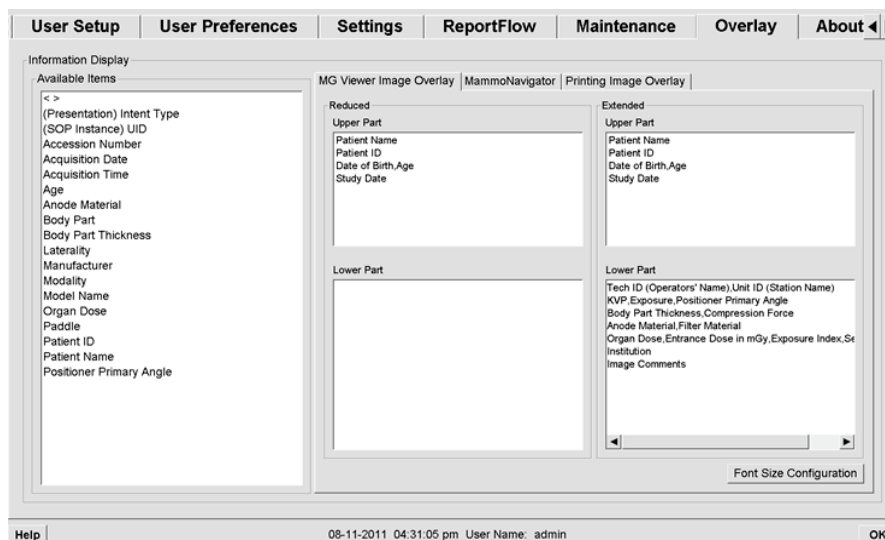 User Setup User Preferences Settings ReportFlow Maintenance Overlay About
Information Display
Available Items
< >
(Presentation) Intent Type
(SOP Instance) UID
Accession Number
Acquisition Date
Acquisition Time
Age
Anode Material
Body Part
Body Part Thickness
Laterality
Manufacturer
Modality
Model Name
Organ Dose
Paddle
Patient ID
Patient Name
Positioner Primary Angle
MG Viewer Image Overlay MammoNavigator Printing Image Overlay
Reduced
Upper Part
Patient Name
Patient ID
Date of Birth,Age
Study Date
Lower Part
Extended
Upper Part
Patient Name
Patient ID
Date of Birth,Age
Study Date
Lower Part
Tech ID (Operators' Name),Unit ID (Station Name)
KVP,Exposure,Positioner Primary Angle
Body Part Thickness,Compression Force
Anode Material,Filter Material
Organ Dose,Entrance Dose in mGy,Exposure Index,Se
Institution
Image Comments
Font Size Configuration
Help 08-11-2011 04:31:05 pm User Name: admin OK